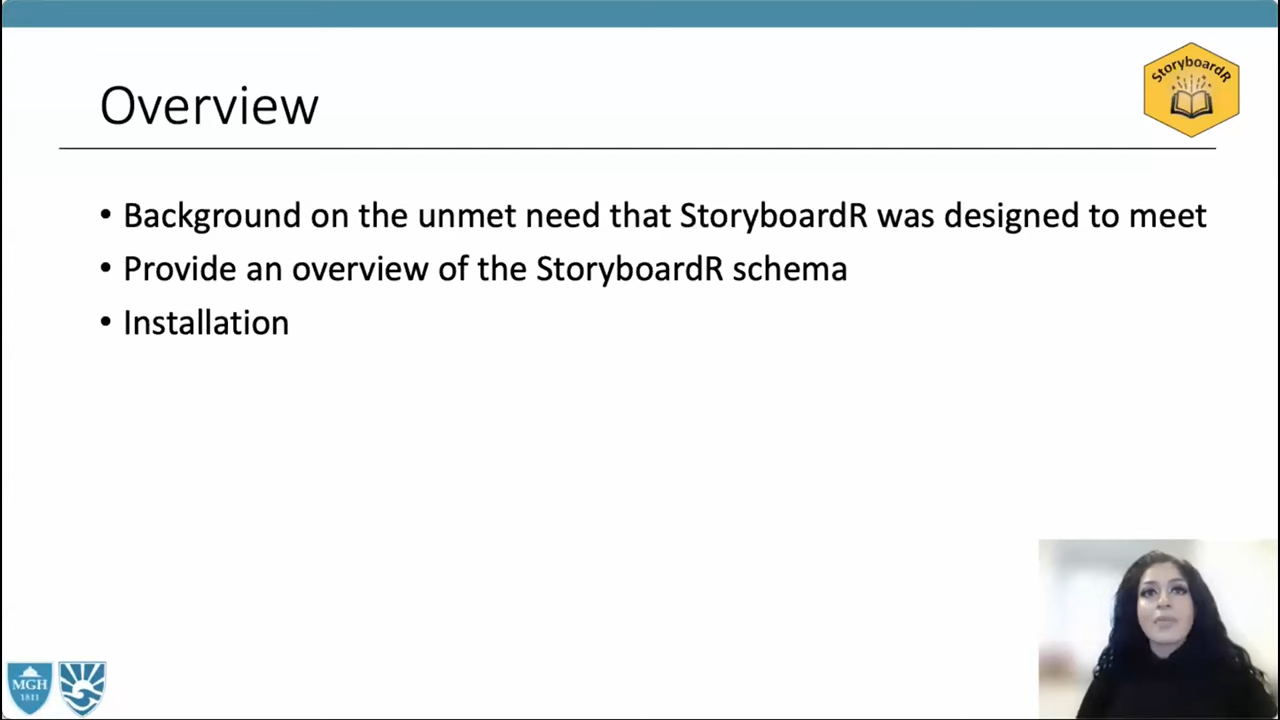 StoryboardR
Overview
• Background on the unmet need that StoryboardR was designed to meet
• Provide an overview of the StoryboardR schema
• Installation
MGH
1811